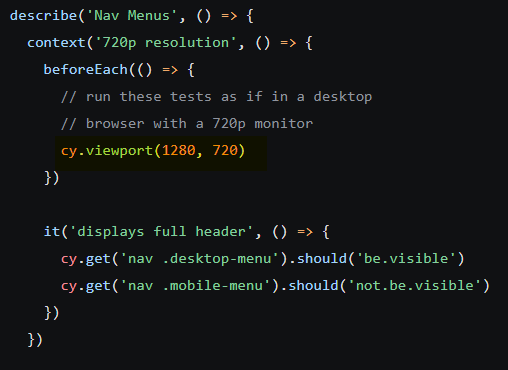 describe('Nav Menus', () => {
  context('720p resolution', () => {
    beforeEach(() => {
      // run these tests as if in a desktop
      // browser with a 720p monitor
      cy.viewport(1280, 720)
    })

    it('displays full header', () => {
      cy.get('nav .desktop-menu').should('be.visible')
      cy.get('nav .mobile-menu').should('not.be.visible')
    })
  })